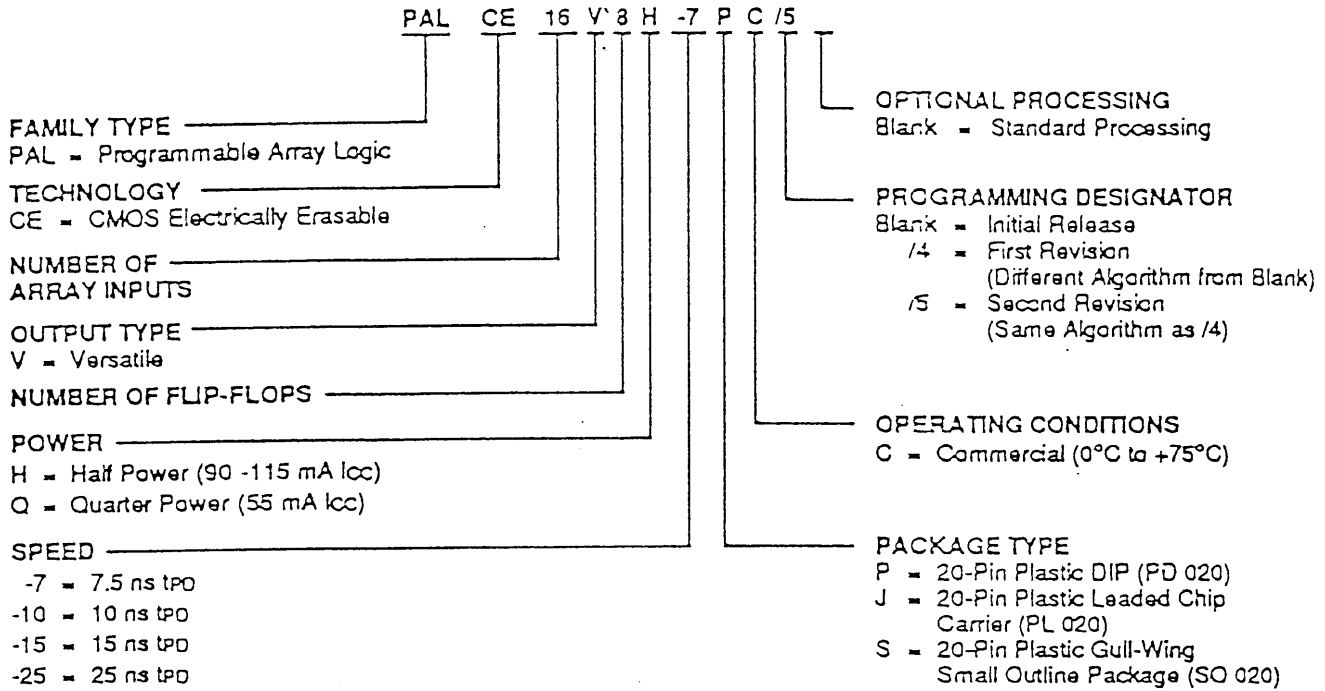 PAL CE 16 V 8 H -7 P C /5
FAMILY TYPE
PAL = Programmable Array Logic
TECHNOLOGY
CE = CMOS Electrically Erasable
NUMBER OF
ARRAY INPUTS
OUTPUT TYPE
V = Versatile
NUMBER OF FLIP-FLOPS
POWER
H = Half Power (90 -115 mA Icc)
Q = Quarter Power (55 mA Icc)
SPEED
-7 = 7.5 ns tPD
-10 = 10 ns tPD
-15 = 15 ns tPD
-25 = 25 ns tPD
OPTIONAL PROCESSING
Blank = Standard Processing
PROGRAMMING DESIGNATOR
Blank = Initial Release
/4 = First Revision
(Different Algorithm from Blank)
/5 = Second Revision
(Same Algorithm as /4)
OPERATING CONDITIONS
C = Commercial (0°C to +75°C)
PACKAGE TYPE
P = 20-Pin Plastic DIP (PD 020)
J = 20-Pin Plastic Leaded Chip
Carrier (PL 020)
S = 20-Pin Plastic Gull-Wing
Small Outline Package (SO 020)